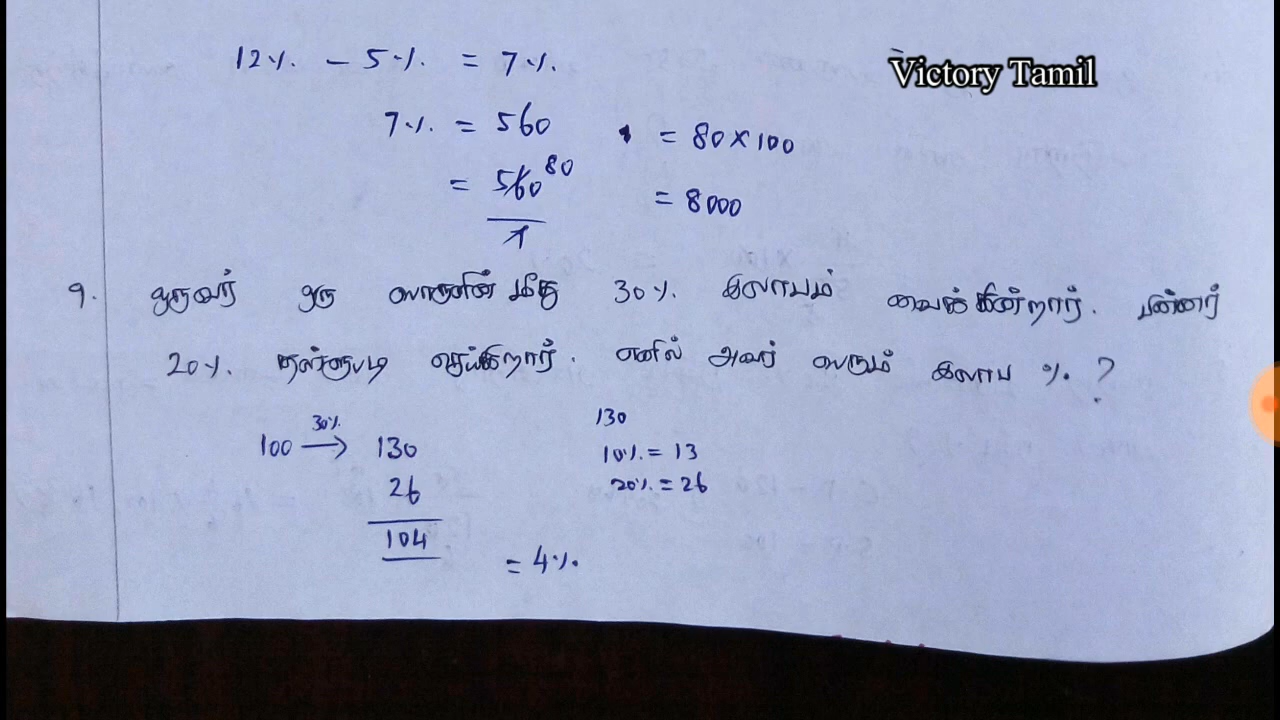 12% - 5% = 7%
Victory Tamil
7% = 560
= 560 80
7
= 80×100
= 8000
9. ஒருவர் ஒரு பொருளின் மீது 30% இலாபம் வைக்கின்றார். பின்னர்
20% தள்ளுபடி செய்கிறார். எனில் அவர் பெரும் இலாப %?
100 30% → 130
26
104
= 4%
130
10% = 13
20% = 26